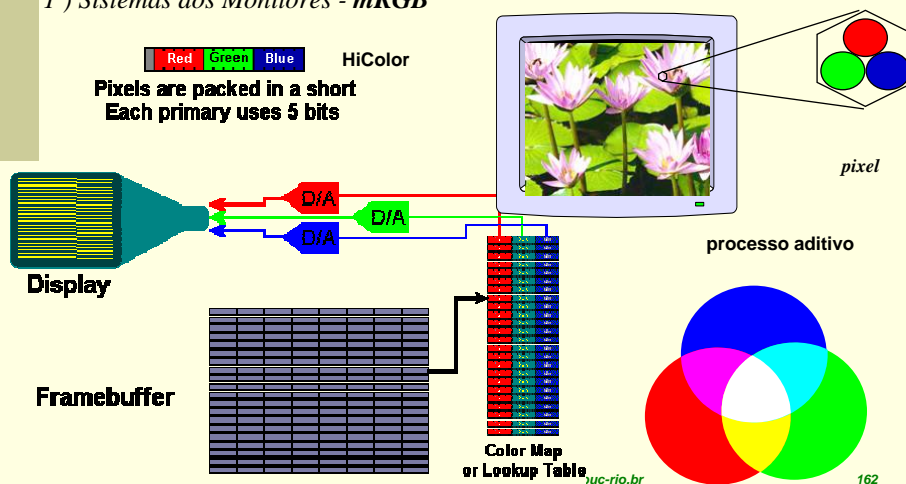 1 ) Sistemas dos Monitores - mRGB
Red Green Blue HiColor
Pixels are packed in a short
Each primary uses 5 bits
pixel
D/A
D/A
D/A
processo aditivo
Display
Framebuffer
Color Map
or Lookup Table
puc-rio.br
162